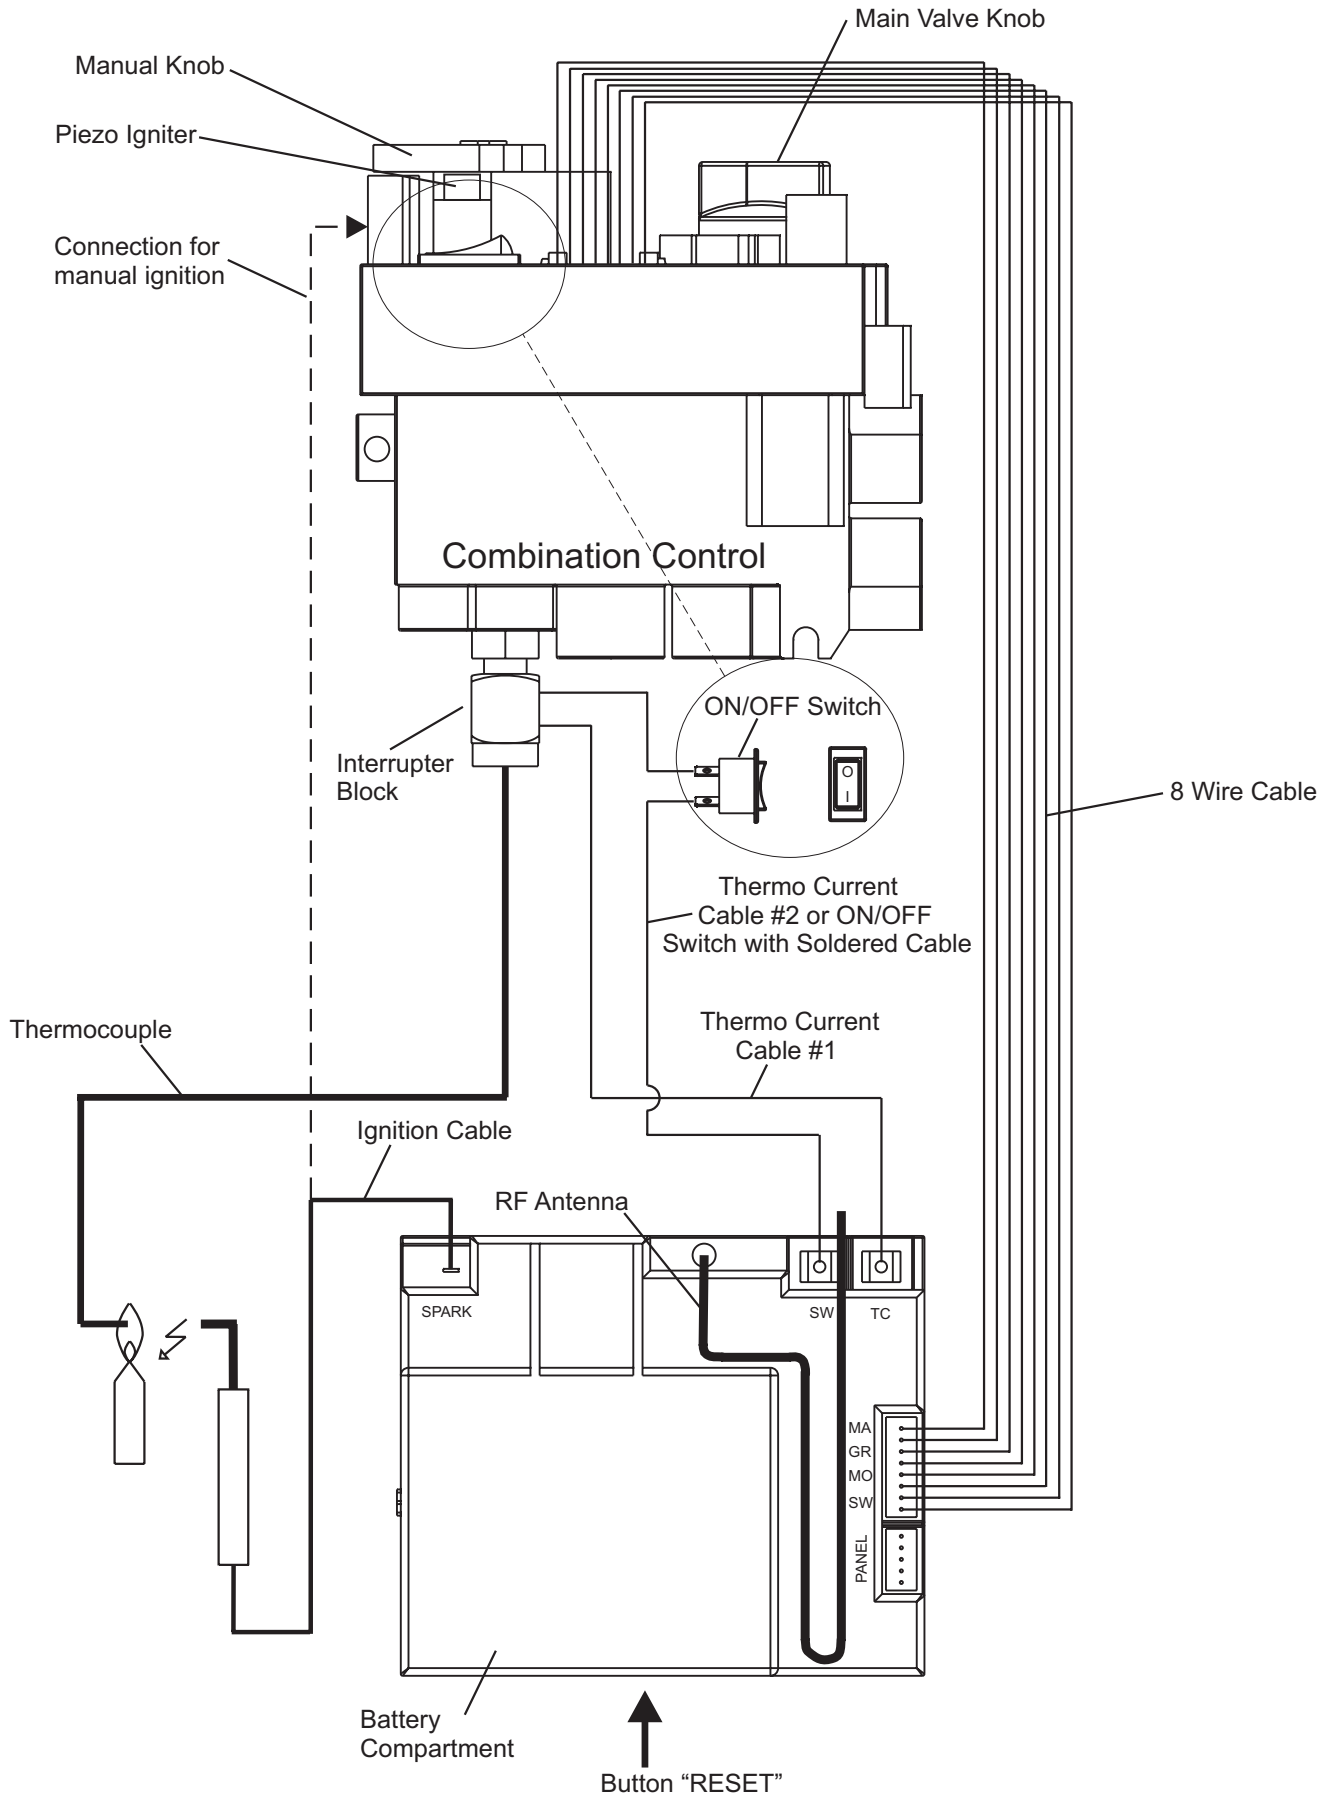 Main Valve Knob
Manual Knob
Piezo Igniter
Connection for
manual ignition
Combination Control
ON/OFF Switch
O
I
Interrupter
Block
8 Wire Cable
Thermo Current
Cable #2 or ON/OFF
Switch with Soldered Cable
Thermocouple
Thermo Current
Cable #1
Ignition Cable
RF Antenna
SPARK
SW
TC
MA
GR
MO
SW
PANEL
Battery
Compartment
Button “RESET”